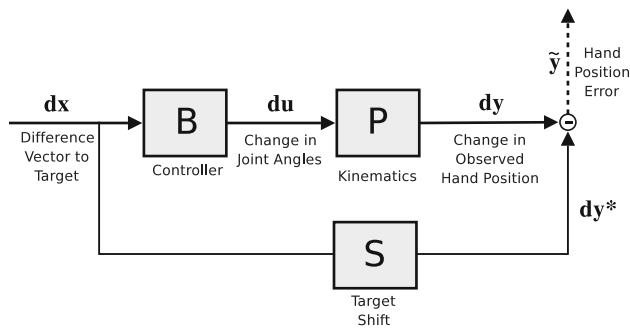 ỹ
Hand
Position
Error
dx
B
du
P
dy
-
Difference
Vector to
Target
Controller
Change in
Joint Angles
Kinematics
Change in
Observed
Hand Position
dy*
S
Target
Shift